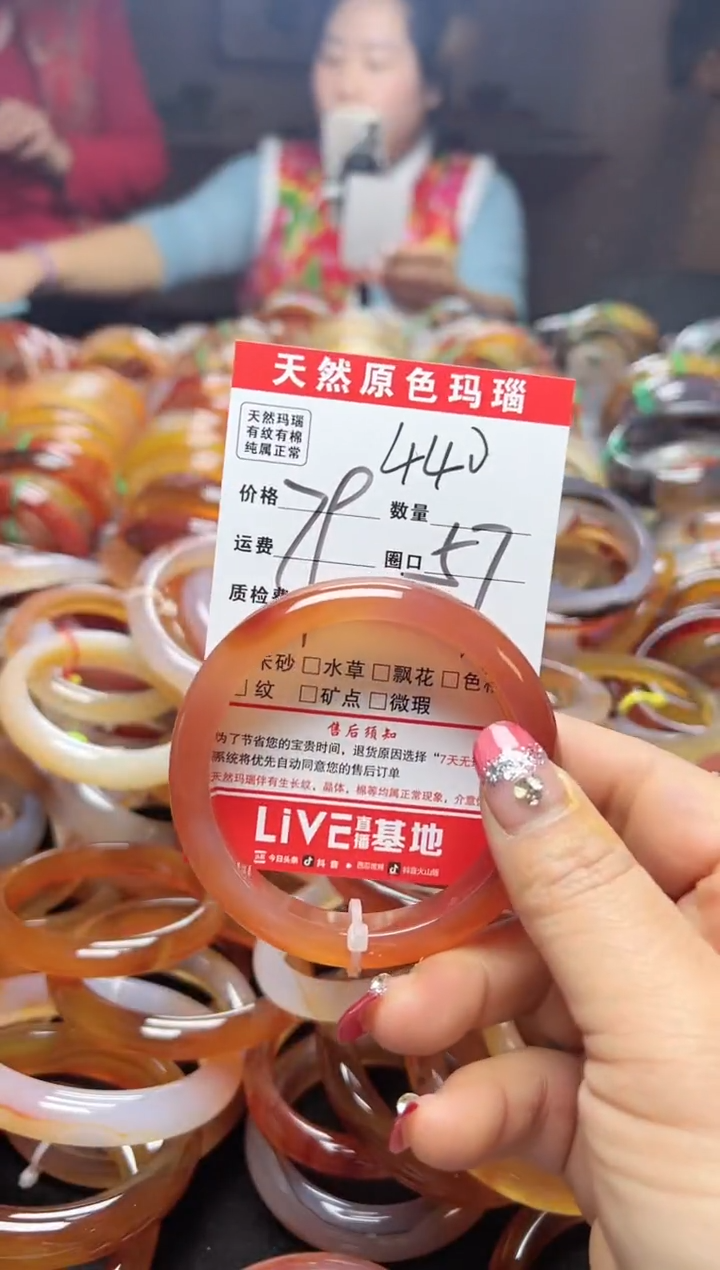 天然原色玛瑙
天然玛瑙
有纹有棉
纯属正常
440
价格 79 数量
运费 圈口 57
质检费
砂 □水草 □飘花 □色
纹 □矿点 □微瑕
售后须知
为了节省您的宝贵时间，退货原因选择“7天无
系统将优先自动同意您的售后订单
天然玛瑙伴有生长纹，晶体，棉等均属正常现象，介意
LiVE直播基地
今日头条 抖音 西瓜视频 抖音火山版